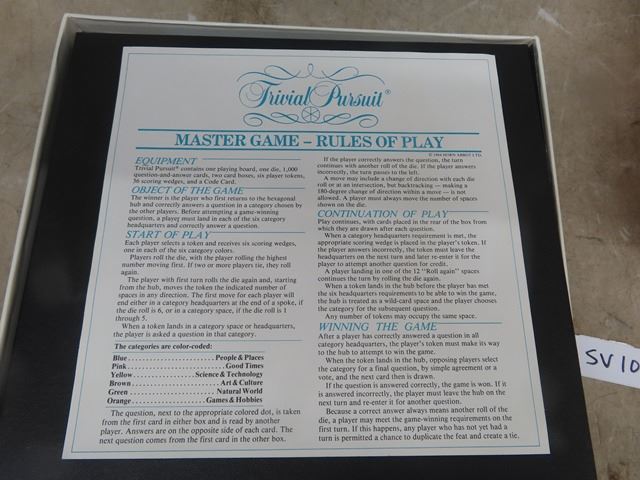 Trivial Pursuit®
MASTER GAME – RULES OF PLAY
© 1984 HORN ABBOT LTD.
EQUIPMENT
Trivial Pursuit® contains one playing board, one die, 1,000
question-and-answer cards, two card boxes, six player tokens,
36 scoring wedges, and a Code Card.
OBJECT OF THE GAME
The winner is the player who first returns to the hexagonal
hub and correctly answers a question in a category chosen by
the other players. Before attempting a game-winning
question, a player must land in each of the six category
headquarters and correctly answer a question.
START OF PLAY
Each player selects a token and receives six scoring wedges,
one in each of the six category colors.
Players roll the die, with the player rolling the highest
number moving first. If two or more players tie, they roll
again.
The player with first turn rolls the die again and, starting
from the hub, moves the token the indicated number of
spaces in any direction. The first move for each player will
end either in a category headquarters at the end of a spoke, if
the die roll is 6, or in a category space, if the die roll is 1
through 5.
When a token lands in a category space or headquarters,
the player is asked a question in that category.
The categories are color-coded:
Blue.....................People & Places
Pink.........................Good Times
Yellow................Science & Technology
Brown......................Art & Culture
Green.....................Natural World
Orange...................Games & Hobbies
The question, next to the appropriate colored dot, is taken
from the first card in either box and is read by another
player. Answers are on the opposite side of each card. The
next question comes from the first card in the other box.
If the player correctly answers the question, the turn
continues with another roll of the die. If the player answers
incorrectly, the turn passes to the left.
A move may include a change of direction with each die
roll or at an intersection, but backtracking — making a
180-degree change of direction within a move — is not
allowed. A player must always move the number of spaces
shown on the die.
CONTINUATION OF PLAY
Play continues, with cards placed in the rear of the box from
which they are drawn after each question.
When a category headquarters requirement is met, the
appropriate scoring wedge is placed in the player's token. If
the player answers incorrectly, the token must leave the
headquarters on the next turn and later re-enter it for the
player to attempt another question for credit.
A player landing in one of the 12 "Roll again" spaces
continues the turn by rolling the die again.
When a token lands in the hub before the player has met
the six headquarters requirements to be able to win the game,
the hub is treated as a wild-card space and the player chooses
the category for the subsequent question.
Any number of tokens may occupy the same space.
WINNING THE GAME
After a player has correctly answered a question in all
category headquarters, the player's token must make its way
to the hub to attempt to win the game.
When the token lands in the hub, opposing players select
the category for a final question, by simple agreement or a
vote, and the next card is then drawn.
If the question is answered correctly, the game is won. If it
is answered incorrectly, the player must leave the hub on the
next turn and re-enter it for another question.
Because a correct answer always means another roll of the
die, a player may meet the game-winning requirements on the
first turn. If this happens, any player who has not yet had a
turn is permitted a chance to duplicate the feat and create a tie.
SV10